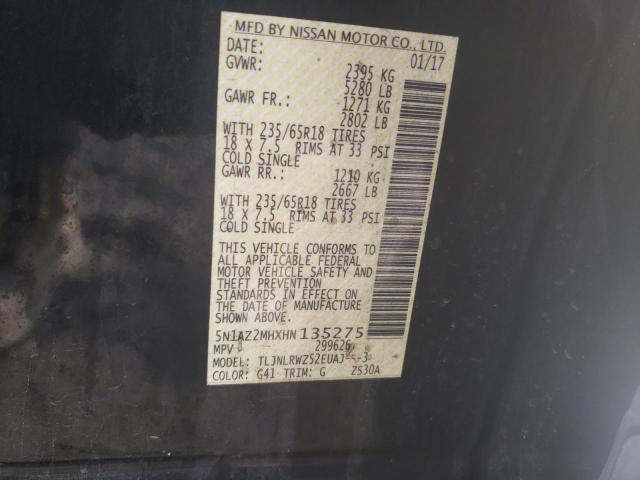 MFD BY NISSAN MOTOR CO., LTD.
DATE: 01/17
GVWR: 2395 KG
5280 LB
GAWR FR.: 1271 KG
2802 LB
WITH 235/65R18 TIRES
18 X 7.5 RIMS AT 33 PSI
COLD SINGLE
GAWR RR.: 1210 KG
2667 LB
WITH 235/65R18 TIRES
18 X 7.5 RIMS AT 33 PSI
COLD SINGLE
THIS VEHICLE CONFORMS TO
ALL APPLICABLE FEDERAL
MOTOR VEHICLE SAFETY AND
THEFT PREVENTION
STANDARDS IN EFFECT ON
THE DATE OF MANUFACTURE
SHOWN ABOVE.
5N1AZ2MHXHN135275
MPV 299626
MODEL: TLJNLRWZS2EUAJ---3
COLOR: G41 TRIM: G ZS30A